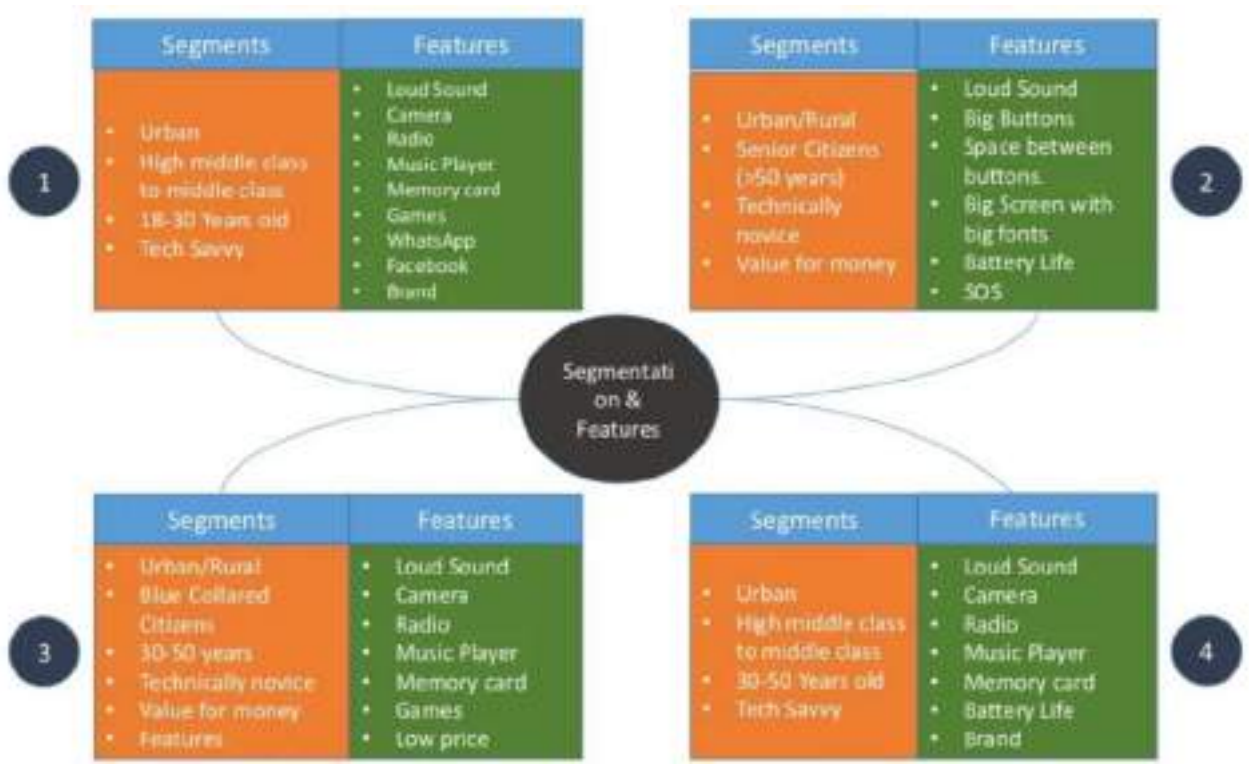 Segments
Features
1
• Urban
• High middle class
to middle class
• 18-30 Years old
• Tech Savvy
• Loud Sound
• Camera
• Radio
• Music Player
• Memory card
• Games
• WhatsApp
• Facebook
• Brand
Segments
Features
• Urban/Rural
• Senior Citizens
(>50 years)
• Technically
novice
• Value for money
• Loud Sound
• Big Buttons
• Space between
buttons.
• Big Screen with
big fonts
• Battery Life
• SOS
2
Segmentati
on &
Features
Segments
Features
3
• Urban/Rural
• Blue Collared
Citizens
• 30-50 years
• Technically novice
• Value for money
• Features
• Loud Sound
• Camera
• Radio
• Music Player
• Memory card
• Games
• Low price
Segments
Features
• Urban
• High middle class
to middle class
• 30-50 Years old
• Tech Savvy
• Loud Sound
• Camera
• Radio
• Music Player
• Memory card
• Battery Life
• Brand
4